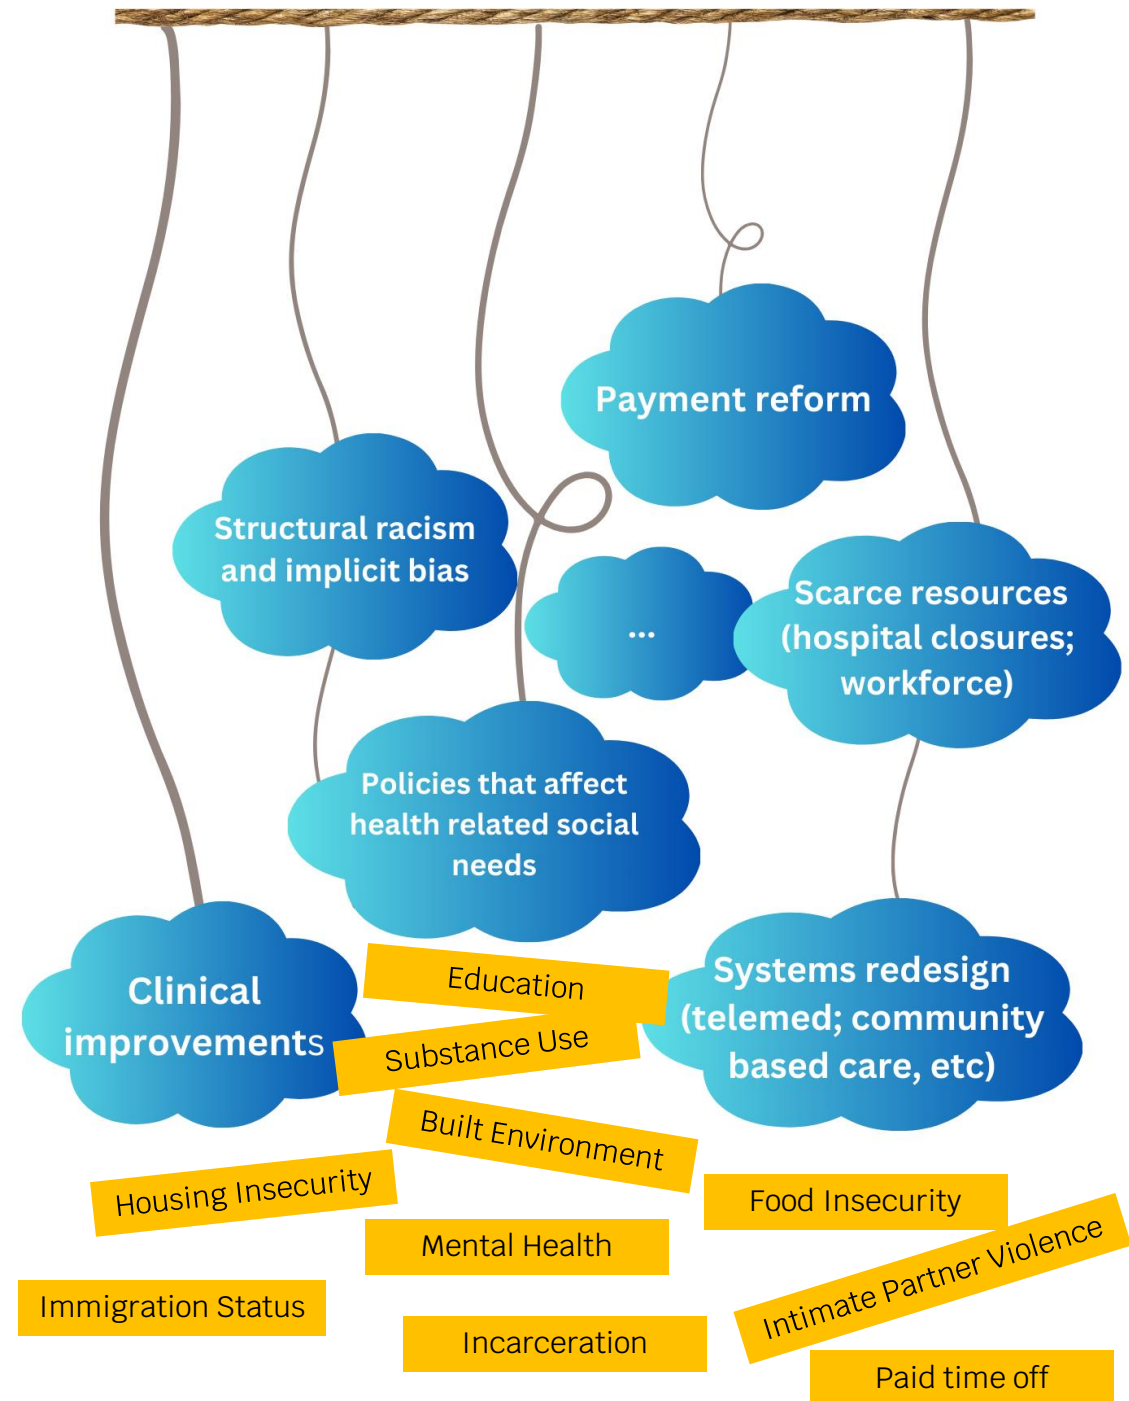 Payment reform
Structural racism
and implicit bias
...
Scarce resources
(hospital closures;
workforce)
Policies that affect
health related social
needs
Clinical
improvements
Systems redesign
(telemed; community
based care, etc)
Education
Substance Use
Built Environment
Housing Insecurity
Food Insecurity
Mental Health
Intimate Partner Violence
Immigration Status
Incarceration
Paid time off